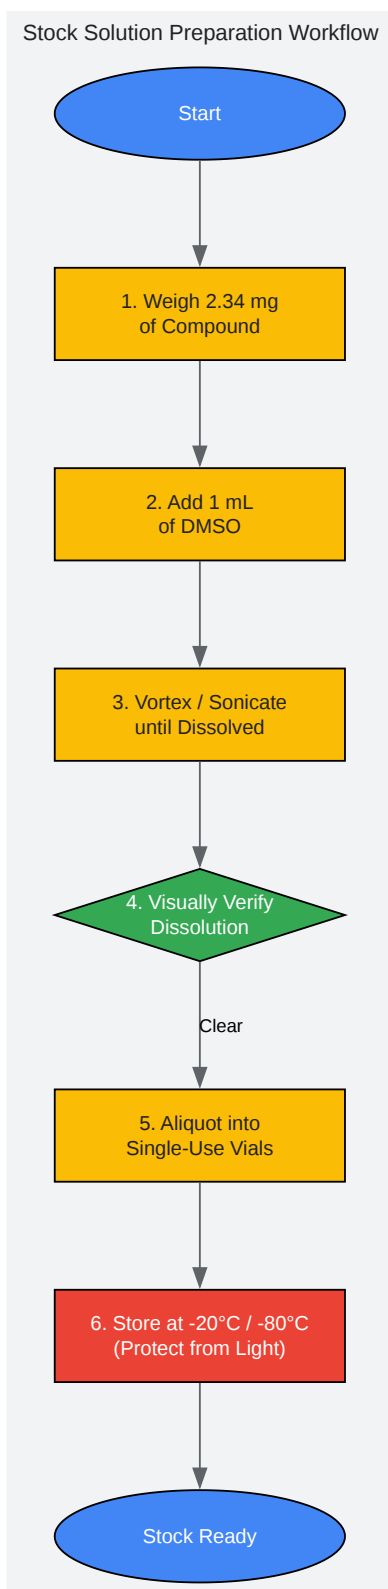 Stock Solution Preparation Workflow
Start
1. Weigh 2.34 mg
of Compound
2. Add 1 mL
of DMSO
3. Vortex / Sonicate
until Dissolved
4. Visually Verify
Dissolution
Clear
5. Aliquot into
Single-Use Vials
6. Store at -20°C / -80°C
(Protect from Light)
Stock Ready